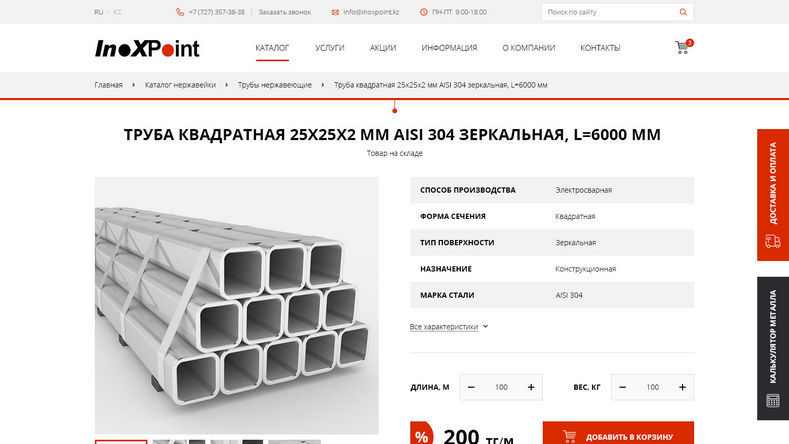 RU • KZ
+7 (727) 357-38-38 | Заказать звонок
info@inoxpoint.kz
ПН-ПТ 9:00-18:00
Поиск по сайту
InoXPoint
КАТАЛОГ УСЛУГИ АКЦИИ ИНФОРМАЦИЯ О КОМПАНИИ КОНТАКТЫ
3
Главная Каталог нержавейки Трубы нержавеющие Труба квадратная 25x25x2 мм AISI 304 зеркальная, L=6000 мм
ТРУБА КВАДРАТНАЯ 25X25X2 ММ AISI 304 ЗЕРКАЛЬНАЯ, L=6000 ММ
Товар на складе
СПОСОБ ПРОИЗВОДСТВА Электросварная
ФОРМА СЕЧЕНИЯ Квадратная
ТИП ПОВЕРХНОСТИ Зеркальная
НАЗНАЧЕНИЕ Конструкционная
МАРКА СТАЛИ AISI 304
Все характеристики
ДЛИНА, М − 100 + ВЕС, КГ − 100 +
% 200 ТГ/М
ДОБАВИТЬ В КОРЗИНУ
ДОСТАВКА И ОПЛАТА
КАЛЬКУЛЯТОР МЕТАЛЛА